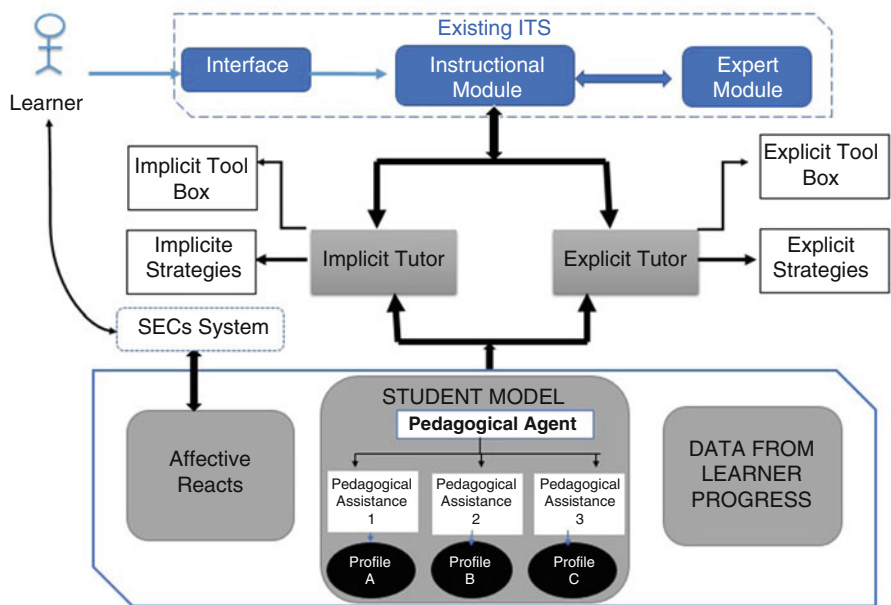 Existing ITS
Learner
Interface
Instructional
Module
Expert
Module
Implicit Tool
Box
Implicite
Strategies
Implicit Tutor
Explicit Tutor
Explicit Tool
Box
Explicit
Strategies
SECs System
Affective
Reacts
STUDENT MODEL
Pedagogical Agent
Pedagogical
Assistance
1
Pedagogical
Assistance
2
Pedagogical
Assistance
3
Profile
A
Profile
B
Profile
C
DATA FROM
LEARNER
PROGRESS